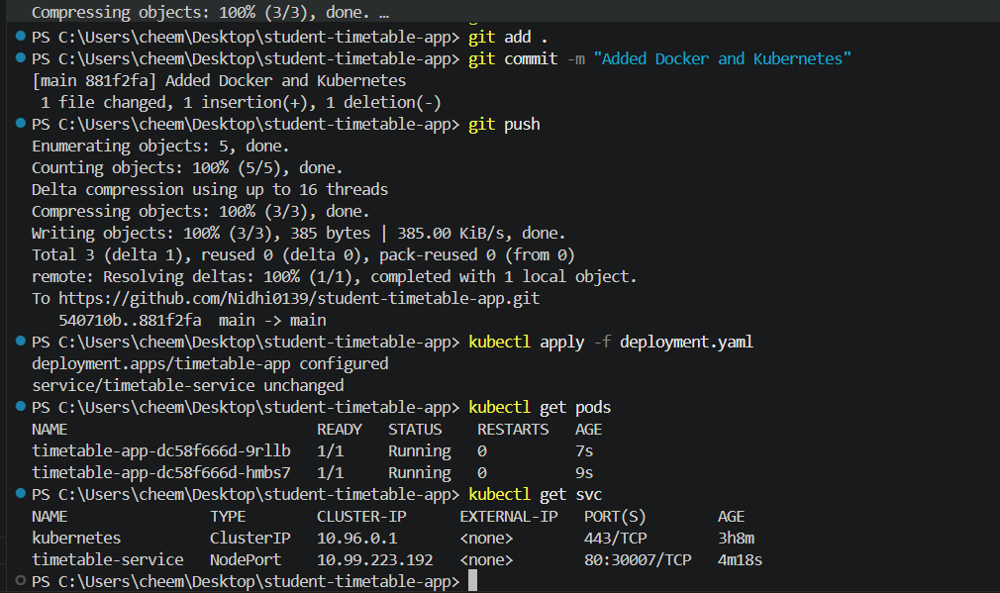 Compressing objects: 100% (3/3), done. …
PS C:\Users\cheem\Desktop\student-timetable-app> git add .
PS C:\Users\cheem\Desktop\student-timetable-app> git commit -m "Added Docker and Kubernetes"
[main 881f2fa] Added Docker and Kubernetes
 1 file changed, 1 insertion(+), 1 deletion(-)
PS C:\Users\cheem\Desktop\student-timetable-app> git push
Enumerating objects: 5, done.
Counting objects: 100% (5/5), done.
Delta compression using up to 16 threads
Compressing objects: 100% (3/3), done.
Writing objects: 100% (3/3), 385 bytes | 385.00 KiB/s, done.
Total 3 (delta 1), reused 0 (delta 0), pack-reused 0 (from 0)
remote: Resolving deltas: 100% (1/1), completed with 1 local object.
To https://github.com/Nidhi0139/student-timetable-app.git
   540710b..881f2fa  main -> main
PS C:\Users\cheem\Desktop\student-timetable-app> kubectl apply -f deployment.yaml
deployment.apps/timetable-app configured
service/timetable-service unchanged
PS C:\Users\cheem\Desktop\student-timetable-app> kubectl get pods
NAME                            READY   STATUS    RESTARTS   AGE
timetable-app-dc58f666d-9rllb   1/1     Running   0          7s
timetable-app-dc58f666d-hmbs7   1/1     Running   0          9s
PS C:\Users\cheem\Desktop\student-timetable-app> kubectl get svc
NAME                TYPE        CLUSTER-IP      EXTERNAL-IP   PORT(S)        AGE
kubernetes          ClusterIP   10.96.0.1       <none>        443/TCP        3h8m
timetable-service   NodePort    10.99.223.192   <none>        80:30007/TCP   4m18s
PS C:\Users\cheem\Desktop\student-timetable-app>